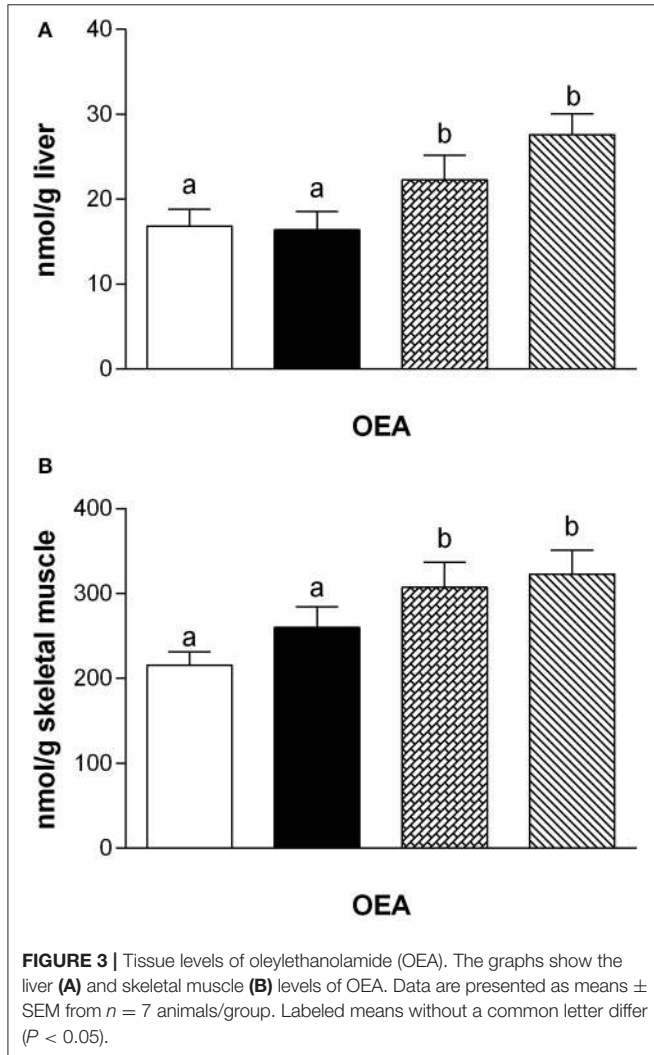 A
40
30
20
10
0
nmol/g liver
a
a
b
b
OEA
B
400
300
200
100
0
nmol/g skeletal muscle
a
a
b
b
OEA
FIGURE 3 | Tissue levels of oleylethanolamide (OEA). The graphs show the
liver (A) and skeletal muscle (B) levels of OEA. Data are presented as means ±
SEM from n = 7 animals/group. Labeled means without a common letter differ
(P < 0.05).